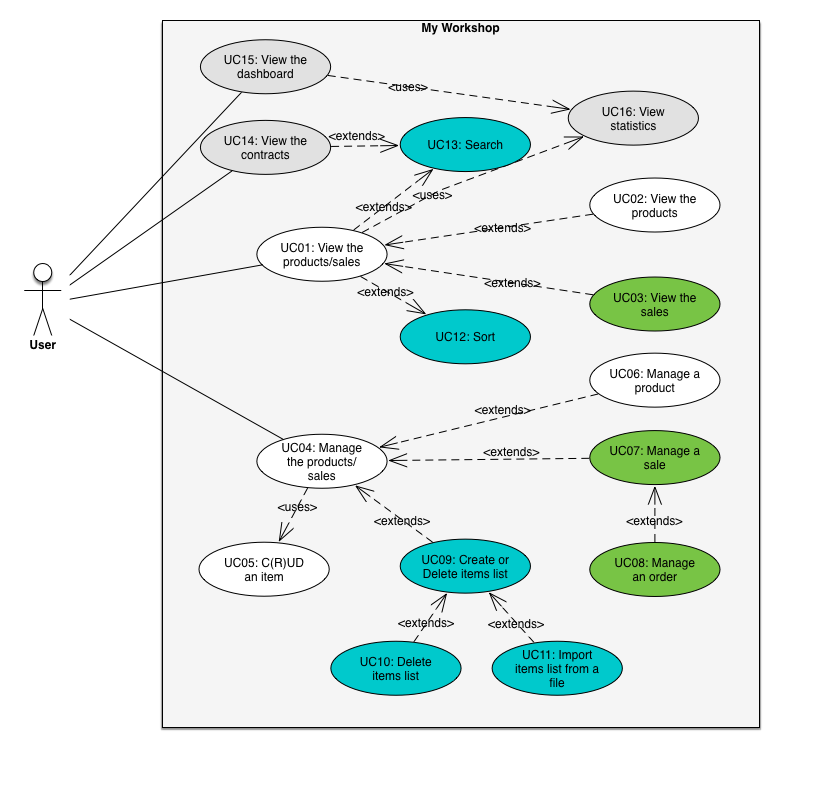 My Workshop
UC15: View the
dashboard
<uses>
UC16: View
statistics
UC14: View the
contracts
<extends>
UC13: Search
<extends>
<uses>
UC02: View the
products
<extends>
UC01: View the
products/sales
<extends>
<extends>
UC03: View the
sales
UC12: Sort
User
UC06: Manage a
product
<extends>
UC04: Manage
the products/
sales
<extends>
UC07: Manage a
sale
<uses>
<extends>
<extends>
UC05: C(R)UD
an item
UC09: Create or
Delete items list
UC08: Manage
an order
<extends>
<extends>
UC10: Delete
items list
UC11: Import
items list from a
file